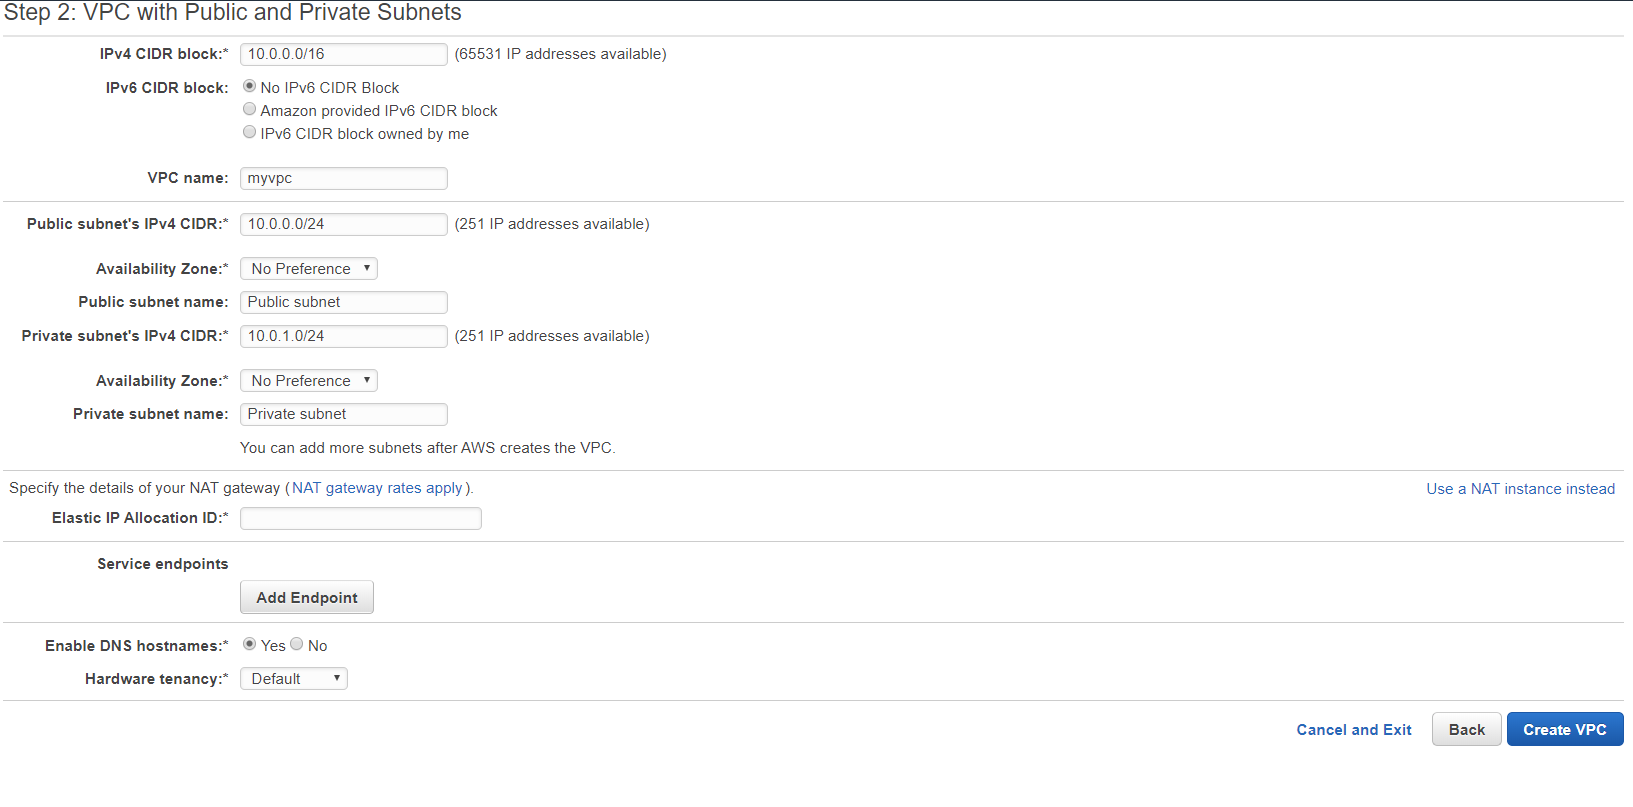 Step 2: VPC with Public and Private Subnets
IPv4 CIDR block:* 10.0.0.0/16 (65531 IP addresses available)
IPv6 CIDR block: No IPv6 CIDR Block
Amazon provided IPv6 CIDR block
IPv6 CIDR block owned by me
VPC name: myvpc
Public subnet's IPv4 CIDR:* 10.0.0.0/24 (251 IP addresses available)
Availability Zone:* No Preference
Public subnet name: Public subnet
Private subnet's IPv4 CIDR:* 10.0.1.0/24 (251 IP addresses available)
Availability Zone:* No Preference
Private subnet name: Private subnet
You can add more subnets after AWS creates the VPC.
Specify the details of your NAT gateway (NAT gateway rates apply). Use a NAT instance instead
Elastic IP Allocation ID:*
Service endpoints
Add Endpoint
Enable DNS hostnames:* Yes No
Hardware tenancy:* Default
Cancel and Exit Back Create VPC